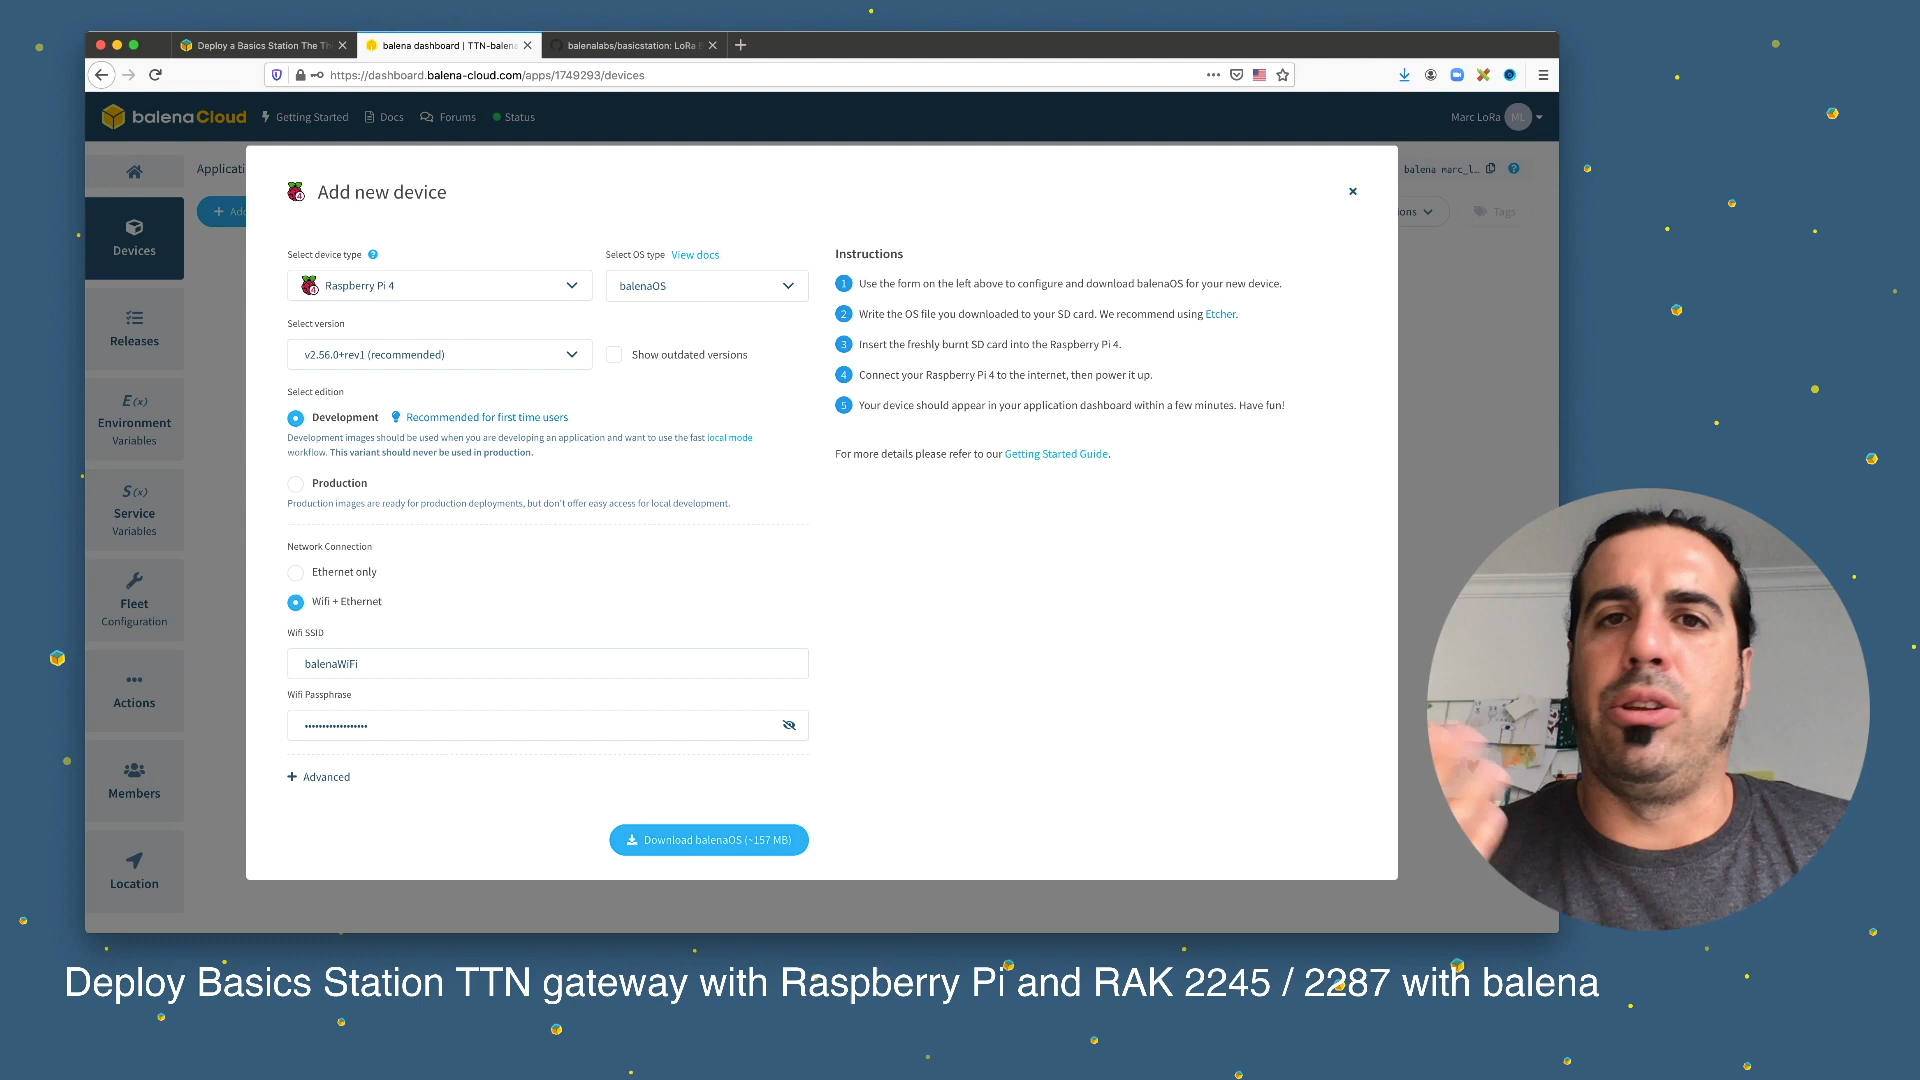 Deploy a Basics Station The Th
balena dashboard | TTN-balena
balenalabs/basicstation: LoRa B
https://dashboard.balena-cloud.com/apps/1749293/devices
balenaCloud
Getting Started
Docs
Forums
Status
Marc LoRa
ML
Applicati
balena marc_l…
Add
ions
Tags
Devices
Releases
E(x)
Environment
Variables
S(x)
Service
Variables
Fleet
Configuration
Actions
Members
Location
Add new device
Select device type
Select OS type View docs
Raspberry Pi 4
balenaOS
Select version
v2.56.0+rev1 (recommended)
Show outdated versions
Select edition
Development Recommended for first time users
Development images should be used when you are developing an application and want to use the fast local mode
workflow. This variant should never be used in production.
Production
Production images are ready for production deployments, but don't offer easy access for local development.
Network Connection
Ethernet only
Wifi + Ethernet
Wifi SSID
balenaWiFi
Wifi Passphrase
Advanced
Download balenaOS (~157 MB)
Instructions
1 Use the form on the left above to configure and download balenaOS for your new device.
2 Write the OS file you downloaded to your SD card. We recommend using Etcher.
3 Insert the freshly burnt SD card into the Raspberry Pi 4.
4 Connect your Raspberry Pi 4 to the internet, then power it up.
5 Your device should appear in your application dashboard within a few minutes. Have fun!
For more details please refer to our Getting Started Guide.
Deploy Basics Station TTN gateway with Raspberry Pi and RAK 2245 / 2287 with balena